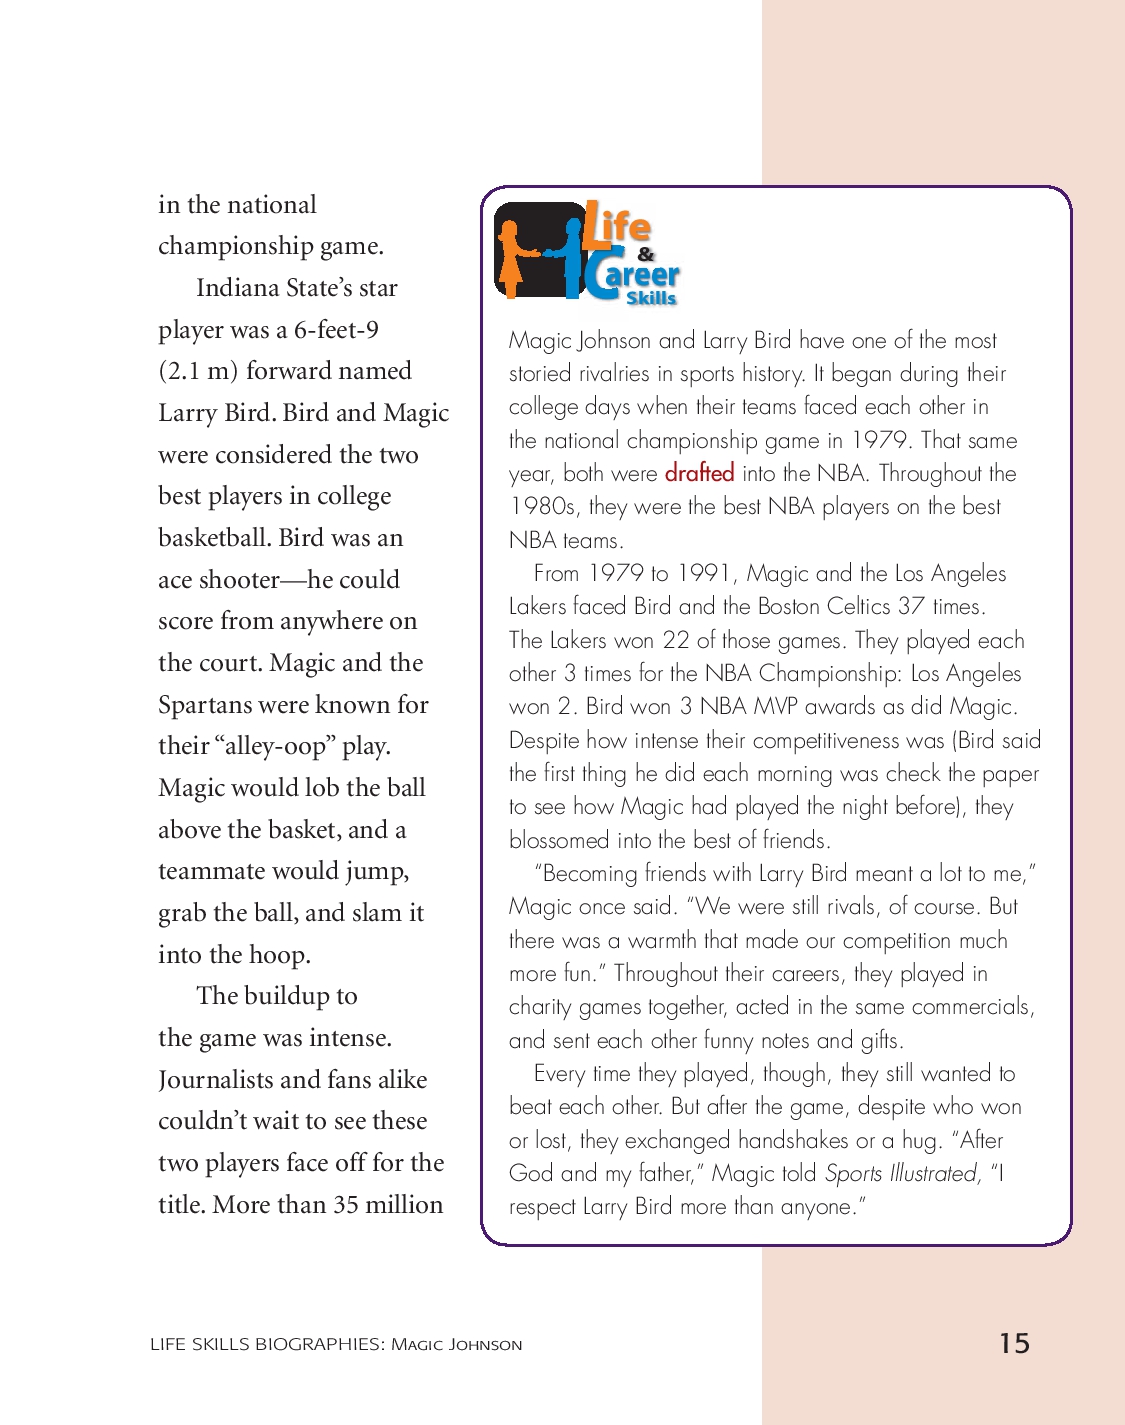 in the national
championship game.
Indiana State’s star
player was a 6-feet-9
(2.1 m) forward named
Larry Bird. Bird and Magic
were considered the two
best players in college
basketball. Bird was an
ace shooter—he could
score from anywhere on
the court. Magic and the
Spartans were known for
their “alley-oop” play.
Magic would lob the ball
above the basket, and a
teammate would jump,
grab the ball, and slam it
into the hoop.
The buildup to
the game was intense.
Journalists and fans alike
couldn’t wait to see these
two players face off for the
title. More than 35 million
Life
&
Career
Skills
Magic Johnson and Larry Bird have one of the most
storied rivalries in sports history. It began during their
college days when their teams faced each other in
the national championship game in 1979. That same
year, both were drafted into the NBA. Throughout the
1980s, they were the best NBA players on the best
NBA teams.
From 1979 to 1991, Magic and the Los Angeles
Lakers faced Bird and the Boston Celtics 37 times.
The Lakers won 22 of those games. They played each
other 3 times for the NBA Championship: Los Angeles
won 2. Bird won 3 NBA MVP awards as did Magic.
Despite how intense their competitiveness was (Bird said
the first thing he did each morning was check the paper
to see how Magic had played the night before), they
blossomed into the best of friends.
“Becoming friends with Larry Bird meant a lot to me,”
Magic once said. “We were still rivals, of course. But
there was a warmth that made our competition much
more fun.” Throughout their careers, they played in
charity games together, acted in the same commercials,
and sent each other funny notes and gifts.
Every time they played, though, they still wanted to
beat each other. But after the game, despite who won
or lost, they exchanged handshakes or a hug. “After
God and my father,” Magic told Sports Illustrated, “I
respect Larry Bird more than anyone.”
LIFE SKILLS BIOGRAPHIES: Magic Johnson
15